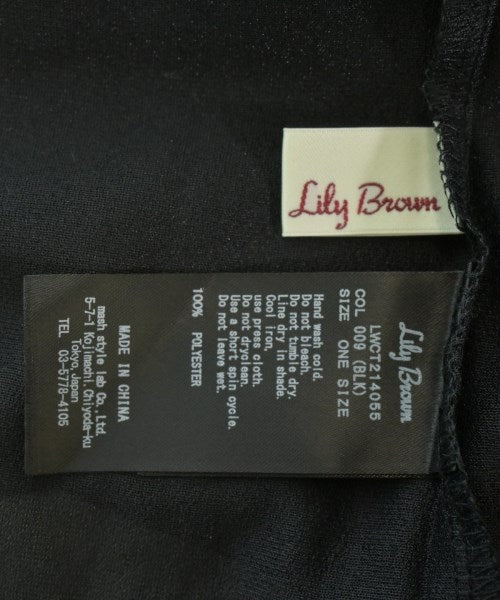 Lily Brown
Lily Brown
LWCT214055
COL 009 (BLK)
SIZE ONE SIZE
Hand wash cold.
Do not bleach.
Do not tumble dry.
Line dry in shade.
Cool iron,
use press cloth.
Do not dryclean.
Use a short spin cycle.
Do not leave wet.
100% POLYESTER
MADE IN CHINA
mash style lab Co.,Ltd.
5-7-1 Kojimachi,Chiyoda-ku
Tokyo,Japan
TEL 03-5778-4105